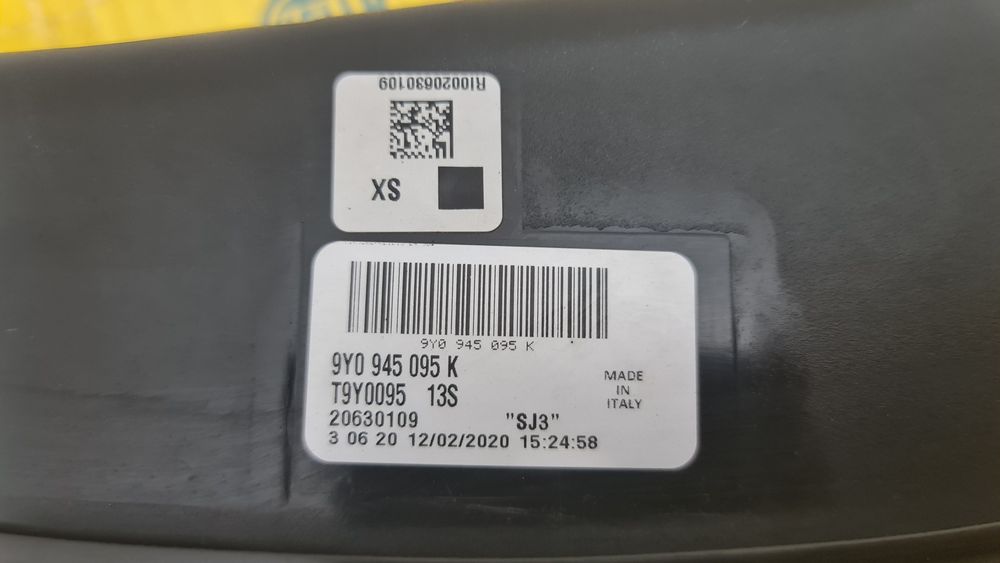 RI0020630109
XS
9Y0 945 095 K
9Y0 945 095 K
T9Y0095 13S
20630109 "SJ3"
3 06 20 12/02/2020 15:24:58
MADE
IN
ITALY